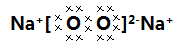 Na⁺[ O O ]²⁻Na⁺